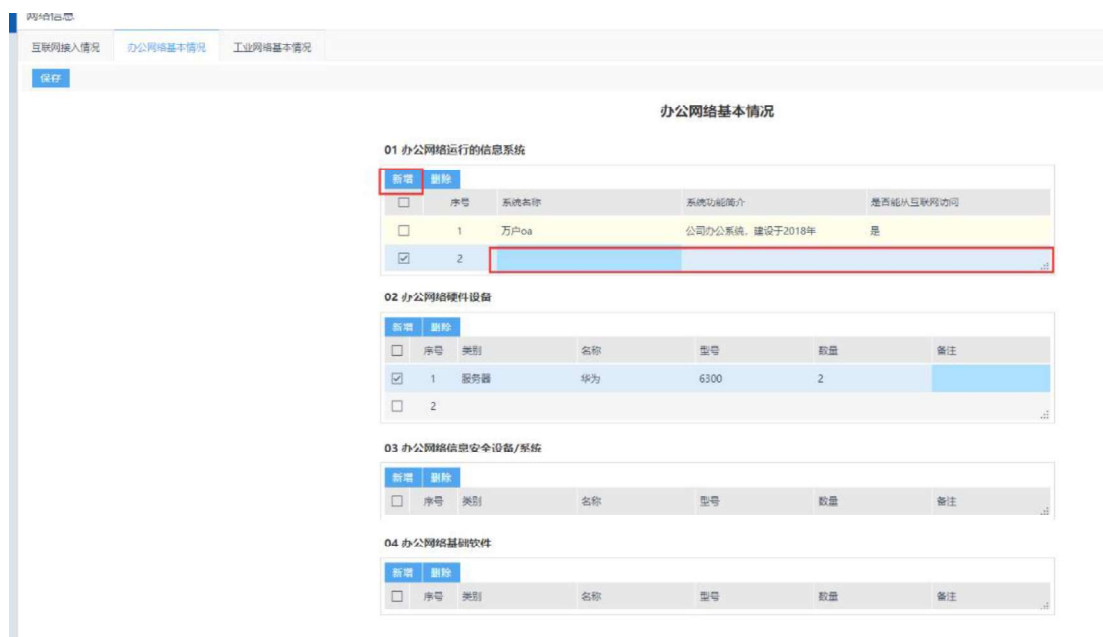 网络信息
互联网接入情况 办公网络基本情况 工业网络基本情况
保存
办公网络基本情况
01 办公网络运行的信息系统
新增 删除
序号 系统名称 系统功能简介 是否能从互联网访问
1 万户oa 公司办公系统，建设于2018年 是
2
02 办公网络硬件设备
新增 删除
序号 类别 名称 型号 数量 备注
1 服务器 华为 6300 2
2
03 办公网络信息安全设备/系统
新增 删除
序号 类别 名称 型号 数量 备注
04 办公网络基础软件
新增 删除
序号 类别 名称 型号 数量 备注